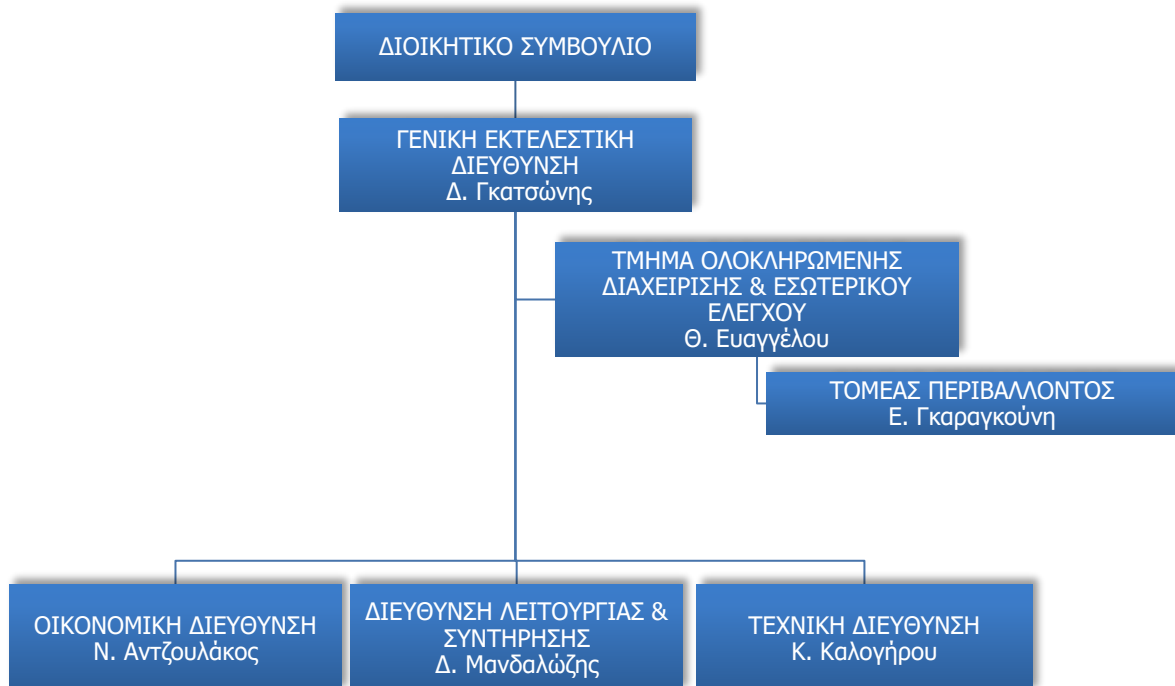 ΔΙΟΙΚΗΤΙΚΟ ΣΥΜΒΟΥΛΙΟ
ΓΕΝΙΚΗ ΕΚΤΕΛΕΣΤΙΚΗ
ΔΙΕΥΘΥΝΣΗ
Δ. Γκατσώνης
ΤΜΗΜΑ ΟΛΟΚΛΗΡΩΜΕΝΗΣ
ΔΙΑΧΕΙΡΙΣΗΣ & ΕΣΩΤΕΡΙΚΟΥ
ΕΛΕΓΧΟΥ
Θ. Ευαγγέλου
ΤΟΜΕΑΣ ΠΕΡΙΒΑΛΛΟΝΤΟΣ
Ε. Γκαραγκούνη
ΟΙΚΟΝΟΜΙΚΗ ΔΙΕΥΘΥΝΣΗ
Ν. Αντζουλάκος
ΔΙΕΥΘΥΝΣΗ ΛΕΙΤΟΥΡΓΙΑΣ &
ΣΥΝΤΗΡΗΣΗΣ
Δ. Μανδαλώζης
ΤΕΧΝΙΚΗ ΔΙΕΥΘΥΝΣΗ
Κ. Καλογήρου